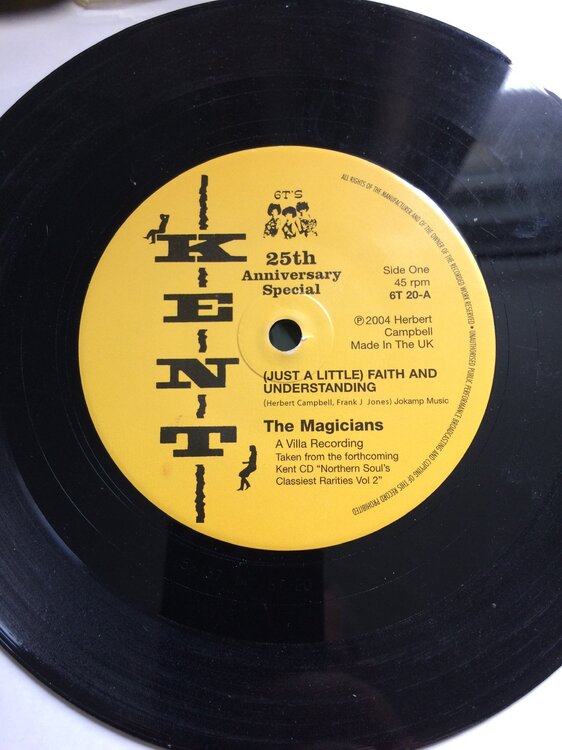 KENT
6T'S
25th
Anniversary
Special
Side One
45 rpm
6T 20-A
℗ 2004 Herbert
Campbell
Made In The UK
(JUST A LITTLE) FAITH AND
UNDERSTANDING
(Herbert Campbell, Frank J Jones) Jokamp Music
The Magicians
A Villa Recording
Taken from the forthcoming
Kent CD "Northern Soul's
Classiest Rarities Vol 2"
ALL RIGHTS OF THE MANUFACTURER AND OF THE OWNER OF THE RECORDED WORK RESERVED • UNAUTHORISED PUBLIC PERFORMANCE BROADCASTING AND COPYING OF THIS RECORD PROHIBITED